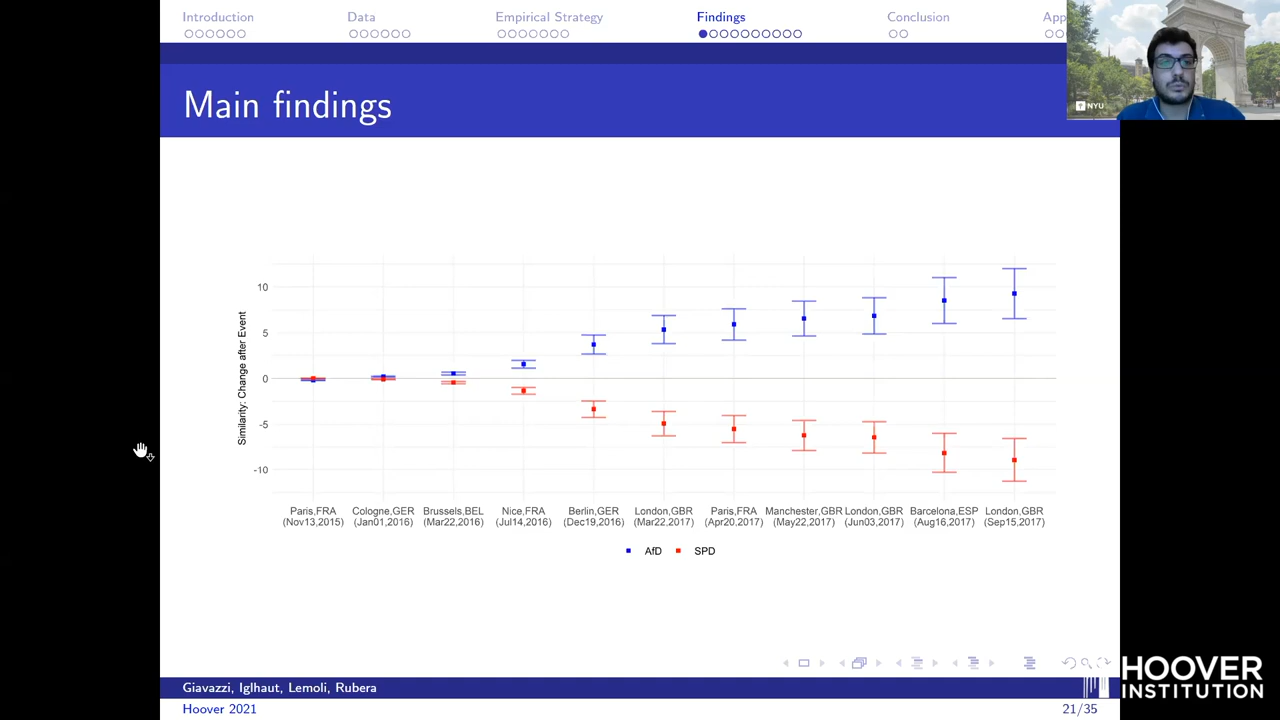 Introduction Data Empirical Strategy Findings Conclusion App
NYU
Main findings
Similarity: Change after Event
10
5
0
-5
-10
Paris,FRA Cologne,GER Brussels,BEL Nice,FRA Berlin,GER London,GBR Paris,FRA Manchester,GBR London,GBR Barcelona,ESP London,GBR
(Nov13,2015) (Jan01,2016) (Mar22,2016) (Jul14,2016) (Dec19,2016) (Mar22,2017) (Apr20,2017) (May22,2017) (Jun03,2017) (Aug16,2017) (Sep15,2017)
AfD SPD
Giavazzi, Iglhaut, Lemoli, Rubera
Hoover 2021 21/35
HOOVER
INSTITUTION